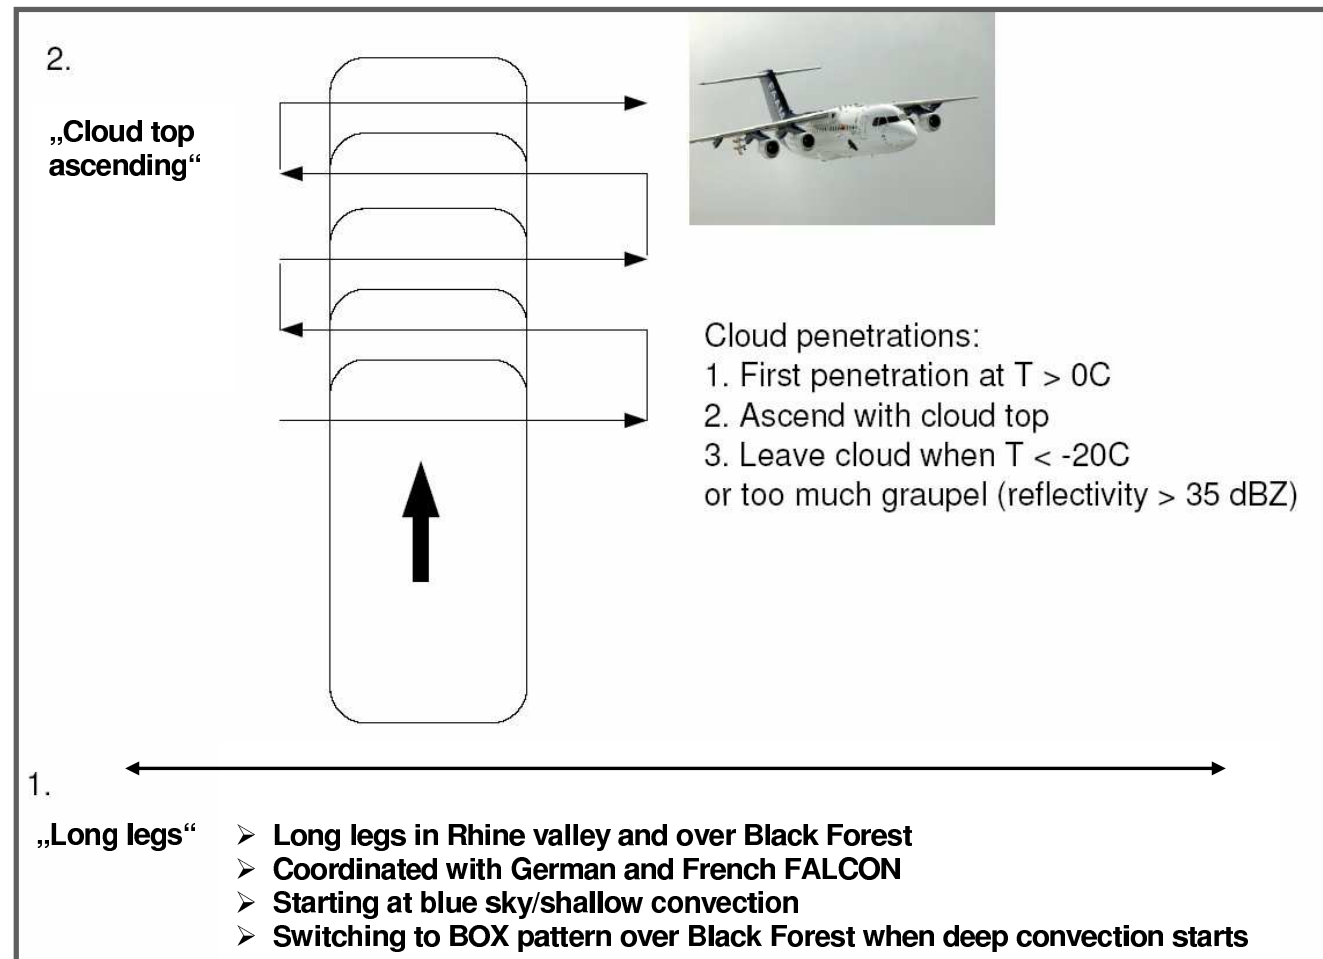 2.
„Cloud top
ascending“
Cloud penetrations:
1. First penetration at T > 0C
2. Ascend with cloud top
3. Leave cloud when T < -20C
or too much graupel (reflectivity > 35 dBZ)
1.
„Long legs“
➢ Long legs in Rhine valley and over Black Forest
➢ Coordinated with German and French FALCON
➢ Starting at blue sky/shallow convection
➢ Switching to BOX pattern over Black Forest when deep convection starts